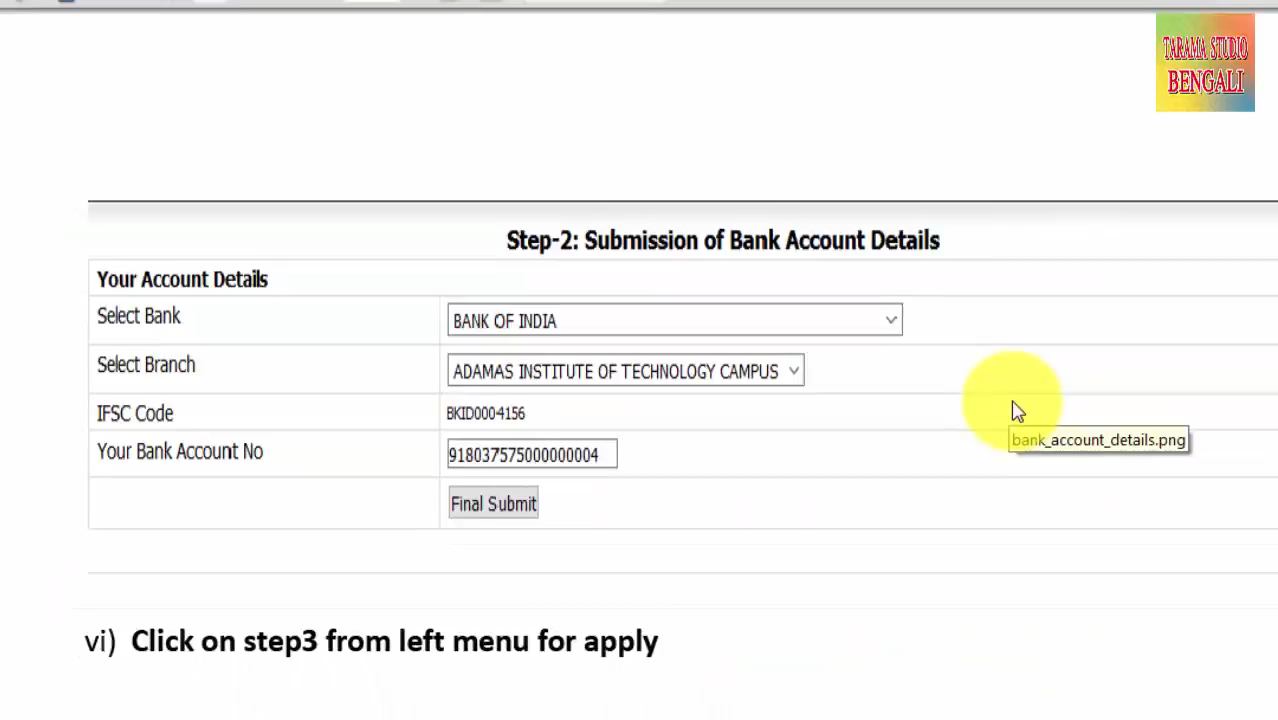 TARAMA STUDIO
BENGALI
Step-2: Submission of Bank Account Details
Your Account Details
Select Bank
BANK OF INDIA
Select Branch
ADAMAS INSTITUTE OF TECHNOLOGY CAMPUS
IFSC Code
BKID0004156
bank_account_details.png
Your Bank Account No
918037575000000004
Final Submit
vi) Click on step3 from left menu for apply